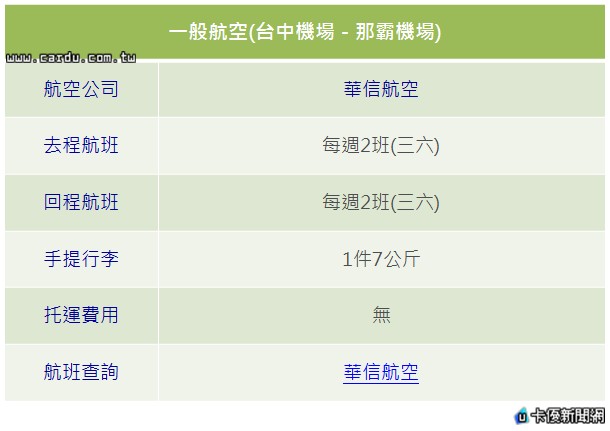 一般航空(台中機場 - 那霸機場)
www.cardu.com.tw
航空公司 華信航空
去程航班 每週2班(三六)
回程航班 每週2班(三六)
手提行李 1件7公斤
托運費用 無
航班查詢 華信航空
卡優新聞網